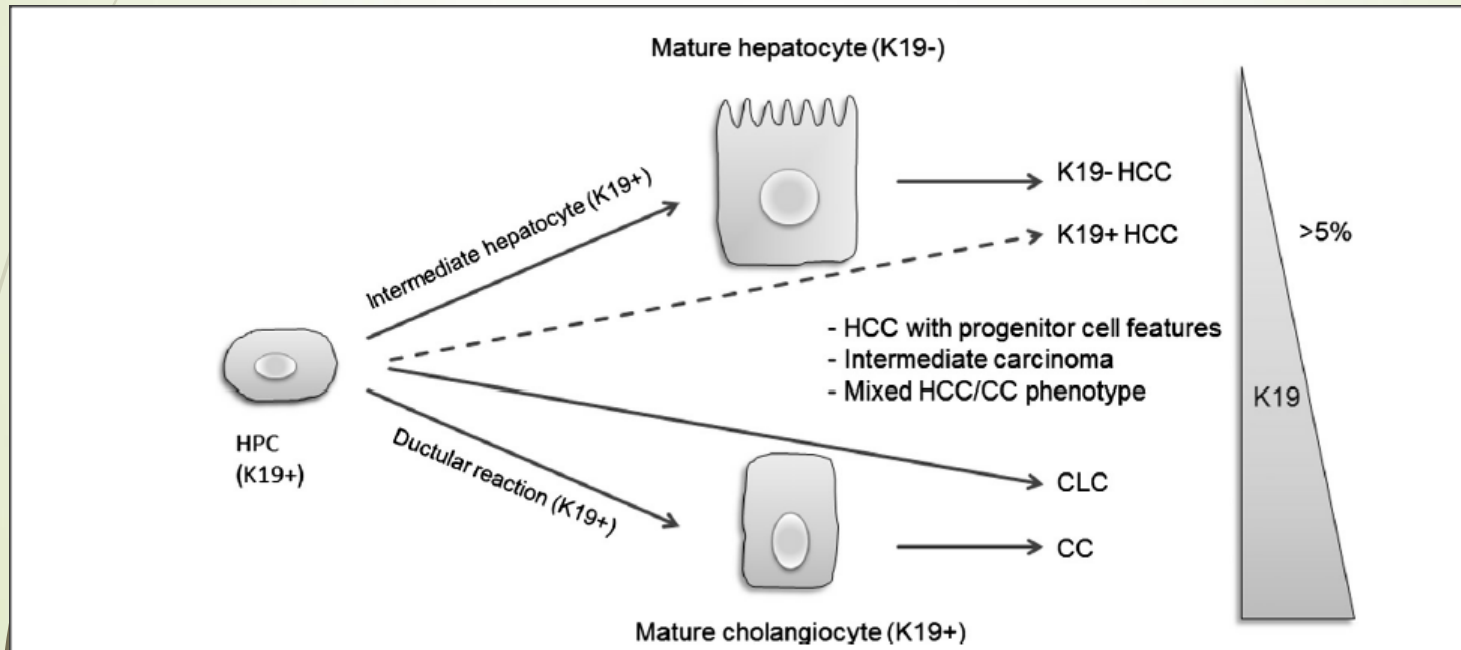 Mature hepatocyte (K19-)
Intermediate hepatocyte (K19+)
K19- HCC
K19+ HCC
>5%
- HCC with progenitor cell features
- Intermediate carcinoma
- Mixed HCC/CC phenotype
K19
HPC
(K19+)
Ductular reaction (K19+)
CLC
CC
Mature cholangiocyte (K19+)